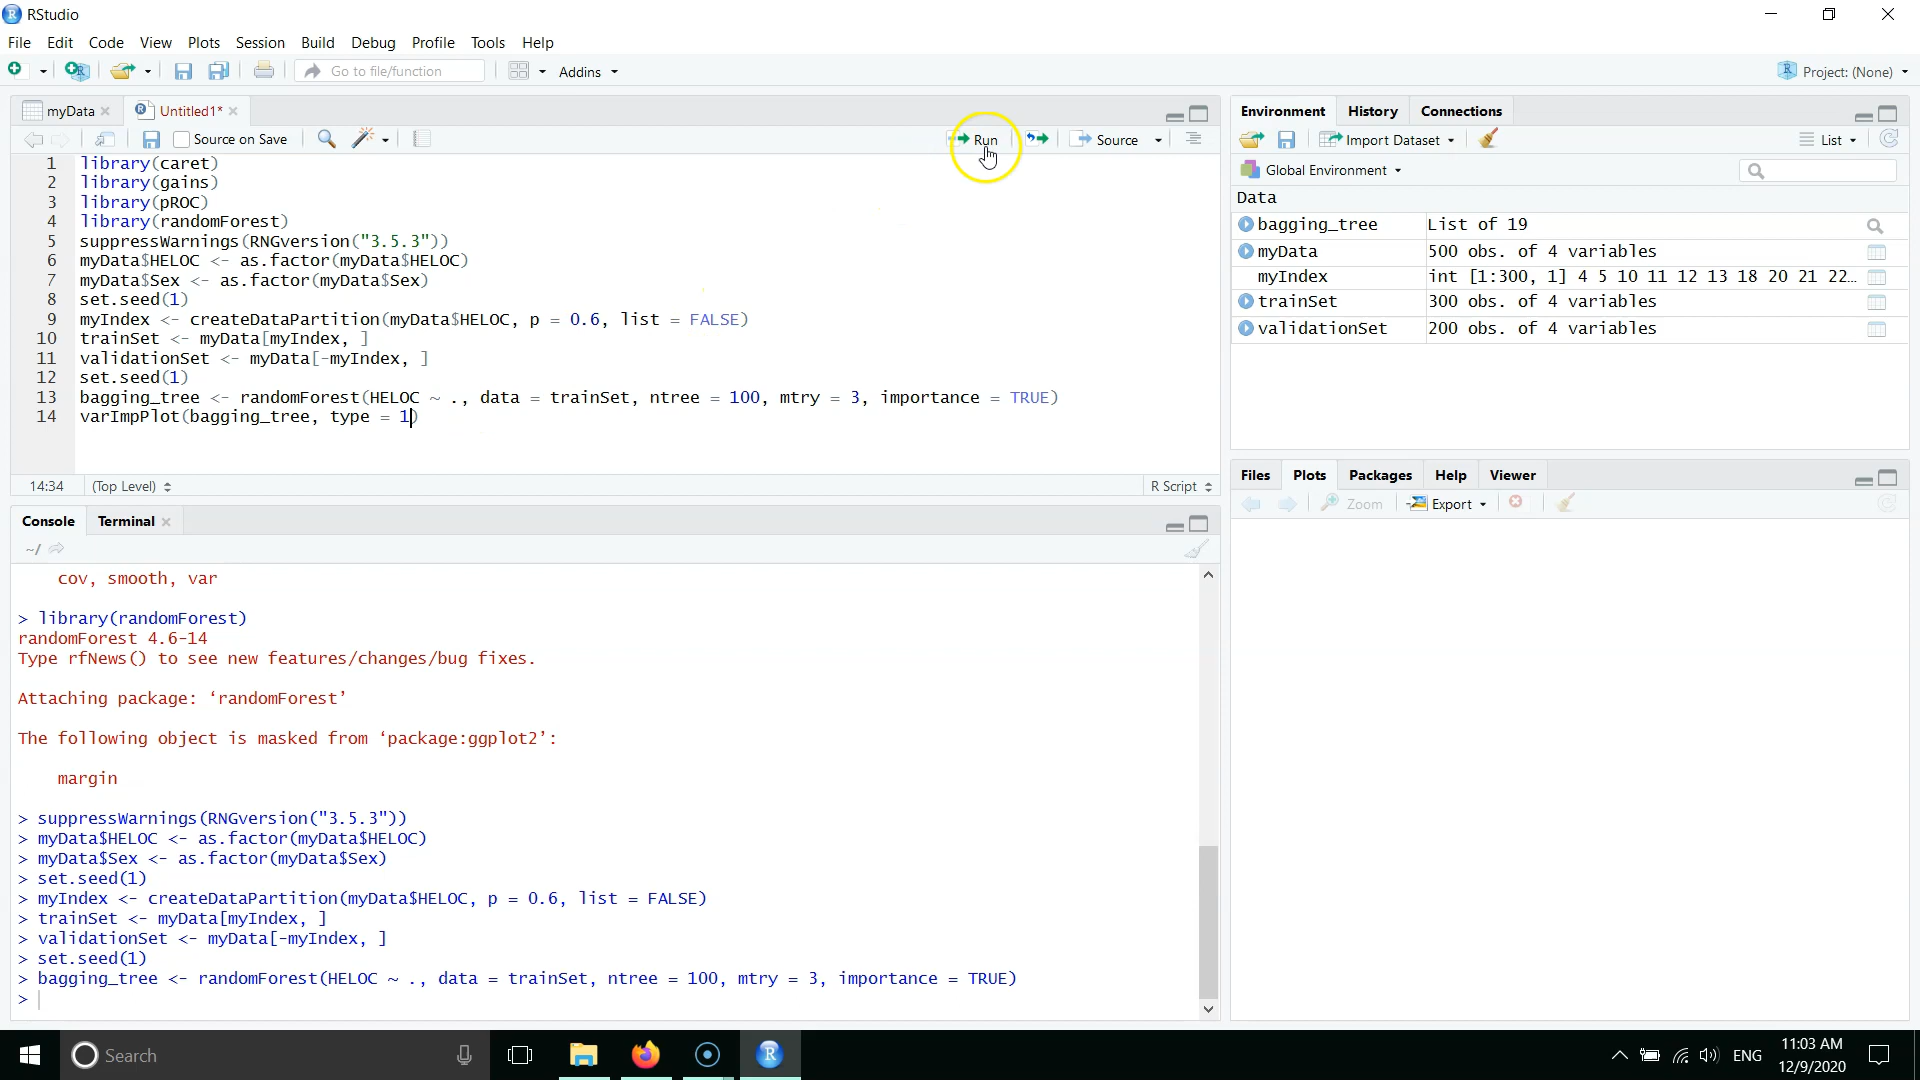 RStudio
File Edit Code View Plots Session Build Debug Profile Tools Help
Go to file/function Addins Project: (None)
myData Untitled1*
Source on Save Run Source
1 library(caret)
2 library(gains)
3 library(pROC)
4 library(randomForest)
5 suppressWarnings(RNGversion("3.5.3"))
6 myData$HELOC <- as.factor(myData$HELOC)
7 myData$Sex <- as.factor(myData$Sex)
8 set.seed(1)
9 myIndex <- createDataPartition(myData$HELOC, p = 0.6, list = FALSE)
10 trainSet <- myData[myIndex, ]
11 validationSet <- myData[-myIndex, ]
12 set.seed(1)
13 bagging_tree <- randomForest(HELOC ~ ., data = trainSet, ntree = 100, mtry = 3, importance = TRUE)
14 varImpPlot(bagging_tree, type = 1)
14:34 (Top Level) R Script
Console Terminal
~/
cov, smooth, var
> library(randomForest)
randomForest 4.6-14
Type rfNews() to see new features/changes/bug fixes.
Attaching package: ‘randomForest’
The following object is masked from ‘package:ggplot2’:
margin
> suppressWarnings(RNGversion("3.5.3"))
> myData$HELOC <- as.factor(myData$HELOC)
> myData$Sex <- as.factor(myData$Sex)
> set.seed(1)
> myIndex <- createDataPartition(myData$HELOC, p = 0.6, list = FALSE)
> trainSet <- myData[myIndex, ]
> validationSet <- myData[-myIndex, ]
> set.seed(1)
> bagging_tree <- randomForest(HELOC ~ ., data = trainSet, ntree = 100, mtry = 3, importance = TRUE)
>
Environment History Connections
Import Dataset List
Global Environment
Data
bagging_tree List of 19
myData 500 obs. of 4 variables
myIndex int [1:300, 1] 4 5 10 11 12 13 18 20 21 22...
trainSet 300 obs. of 4 variables
validationSet 200 obs. of 4 variables
Files Plots Packages Help Viewer
Zoom Export
Search
ENG
11:03 AM
12/9/2020